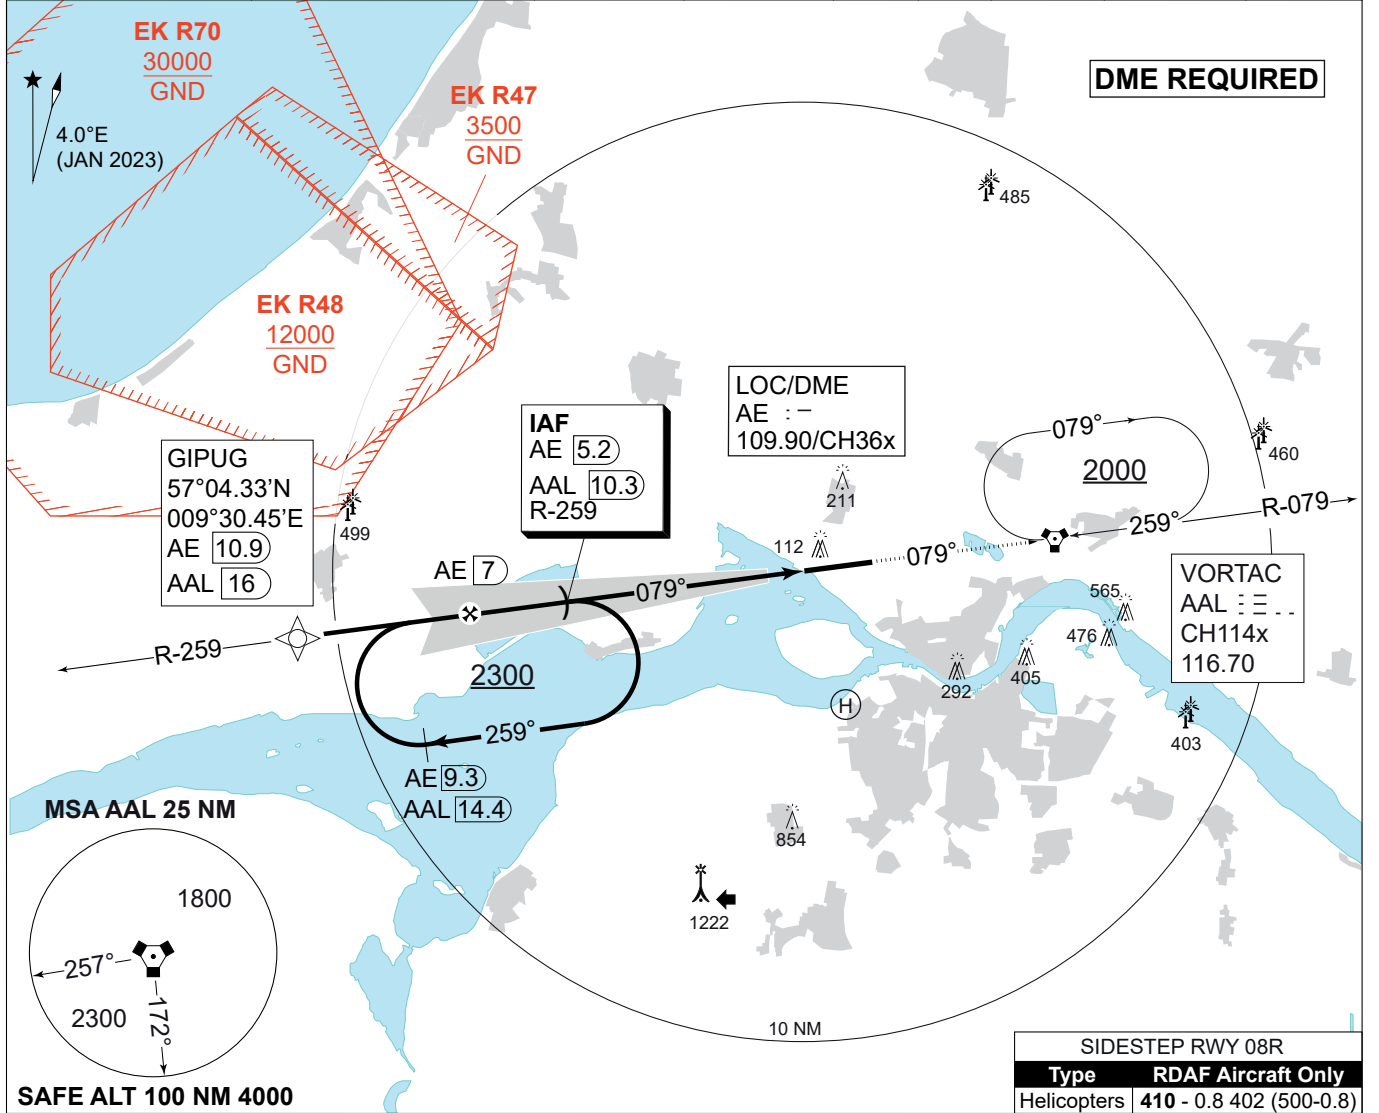 EK R70
30000
GND
4.0°E
(JAN 2023)
EK R47
3500
GND
DME REQUIRED
485
EK R48
12000
GND
LOC/DME
AE : –
109.90/CH36x
IAF
AE 5.2
AAL 10.3
R-259
079°
2000
259°
R-079
460
GIPUG
57°04.33'N
009°30.45'E
AE 10.9
AAL 16
499
211
112
079°
AE 7
079°
VORTAC
AAL
CH114x
116.70
565
476
R-259
2300
292
405
H
403
259°
AE 9.3
AAL 14.4
MSA AAL 25 NM
1800
257°
2300
172°
SAFE ALT 100 NM 4000
854
1222
10 NM
SIDESTEP RWY 08R
Type RDAF Aircraft Only
Helicopters 410 - 0.8 402 (500-0.8)